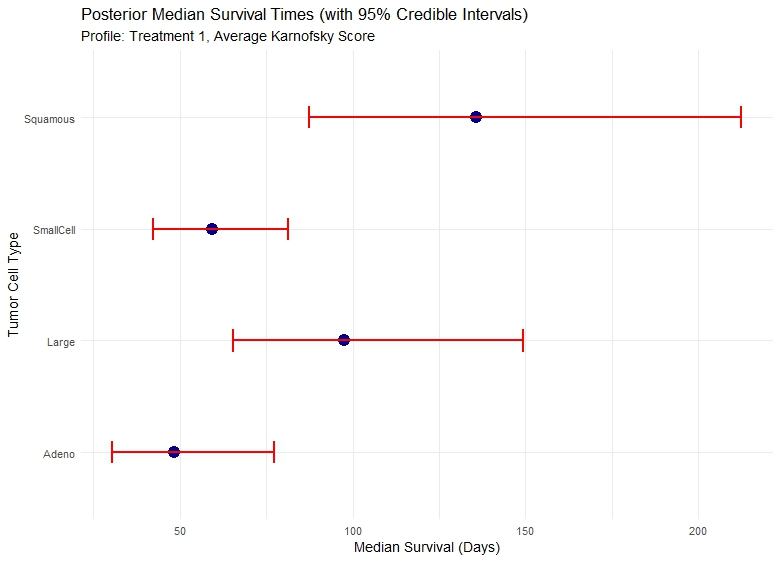 Posterior Median Survival Times (with 95% Credible Intervals)
Profile: Treatment 1, Average Karnofsky Score
Squamous
SmallCell
Large
Adeno
Tumor Cell Type
50 100 150 200
Median Survival (Days)